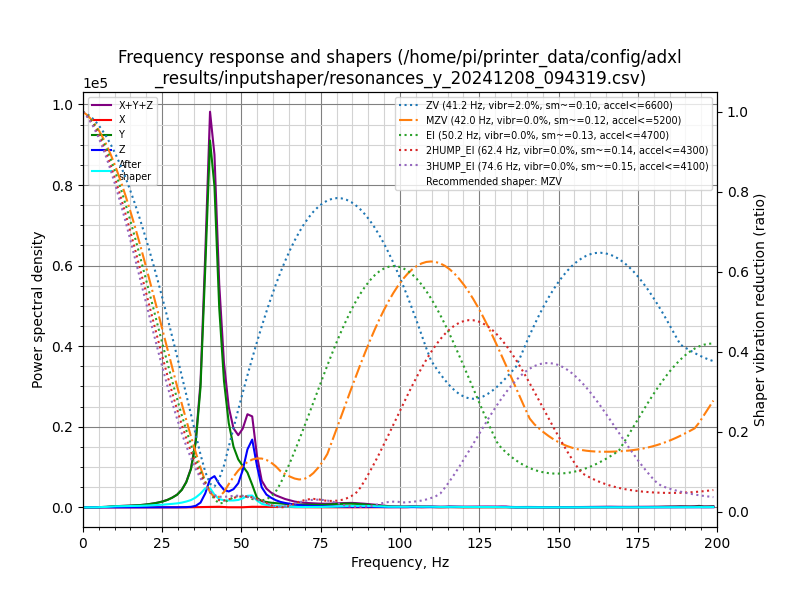 Frequency response and shapers (/home/pi/printer_data/config/adxl
_results/inputshaper/resonances_y_20241208_094319.csv)
1e5
X+Y+Z
X
Y
Z
After
shaper
ZV (41.2 Hz, vibr=2.0%, sm~=0.10, accel<=6600)
MZV (42.0 Hz, vibr=0.0%, sm~=0.12, accel<=5200)
EI (50.2 Hz, vibr=0.0%, sm~=0.13, accel<=4700)
2HUMP_EI (62.4 Hz, vibr=0.0%, sm~=0.14, accel<=4300)
3HUMP_EI (74.6 Hz, vibr=0.0%, sm~=0.15, accel<=4100)
Recommended shaper: MZV
Power spectral density
1.0
0.8
0.6
0.4
0.2
0.0
1.0
0.8
0.6
0.4
0.2
0.0
Shaper vibration reduction (ratio)
0 25 50 75 100 125 150 175 200
Frequency, Hz